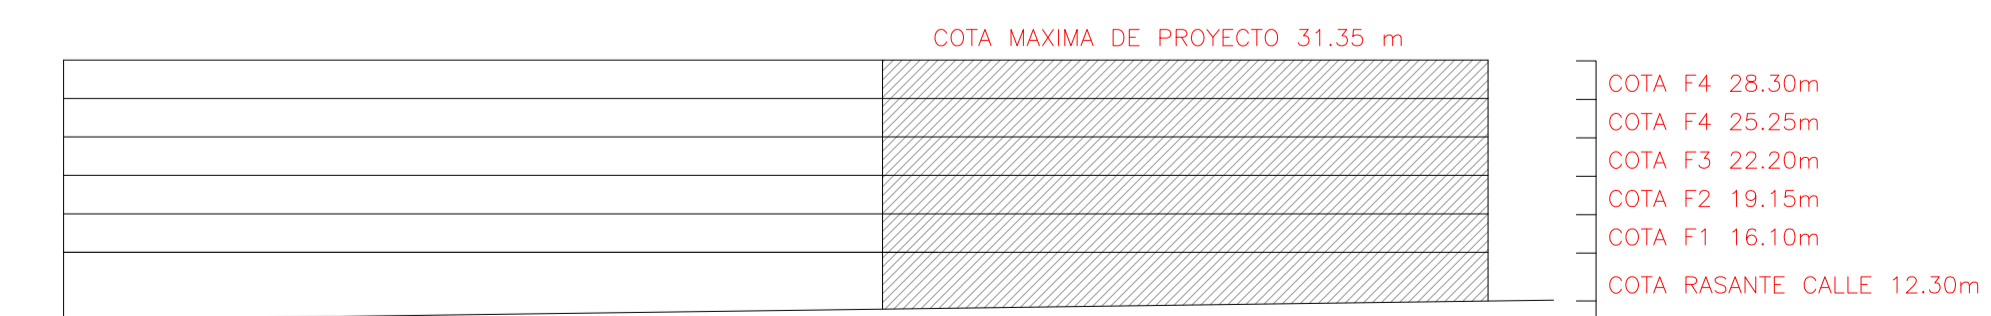 COTA MAXIMA DE PROYECTO 31.35 m
COTA F4 28.30m
COTA F4 25.25m
COTA F3 22.20m
COTA F2 19.15m
COTA F1 16.10m
COTA RASANTE CALLE 12.30m